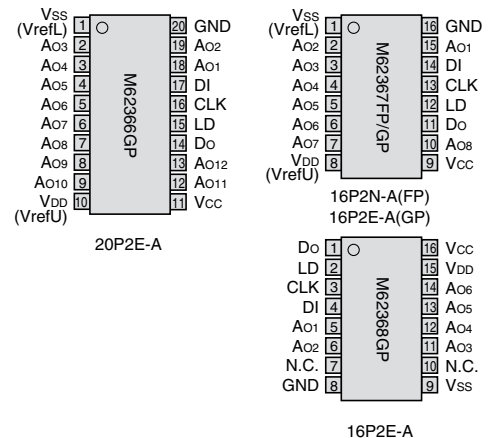 VSS
(VrefL) 1 20 GND
AO3 2 19 AO2
AO4 3 18 AO1
AO5 4 17 DI
AO6 5 16 CLK
AO7 6 15 LD
AO8 7 14 DO
AO9 8 13 AO12
AO10 9 12 AO11
VDD 10 11 VCC
(VrefU)
M62366GP
20P2E-A
VSS
(VrefL) 1 16 GND
AO2 2 15 AO1
AO3 3 14 DI
AO4 4 13 CLK
AO5 5 12 LD
AO6 6 11 DO
AO7 7 10 AO8
VDD 8 9 VCC
(VrefU)
M62367FP/GP
16P2N-A(FP)
16P2E-A(GP)
DO 1 16 VCC
LD 2 15 VDD
CLK 3 14 AO6
DI 4 13 AO5
AO1 5 12 AO4
AO2 6 11 AO3
N.C. 7 10 N.C.
GND 8 9 VSS
M62368GP
16P2E-A